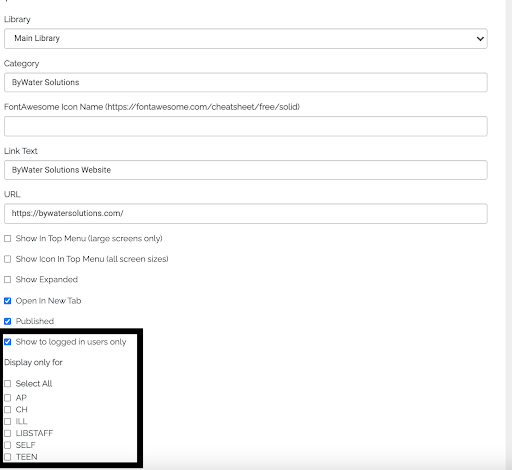 Library
Main Library
Category
ByWater Solutions
FontAwesome Icon Name (https://fontawesome.com/cheatsheet/free/solid)
Link Text
ByWater Solutions Website
URL
https://bywatersolutions.com/
Show In Top Menu (large screens only)
Show Icon In Top Menu (all screen sizes)
Show Expanded
Open In New Tab
Published
Show to logged in users only
Display only for
Select All
AP
CH
ILL
LIBSTAFF
SELF
TEEN